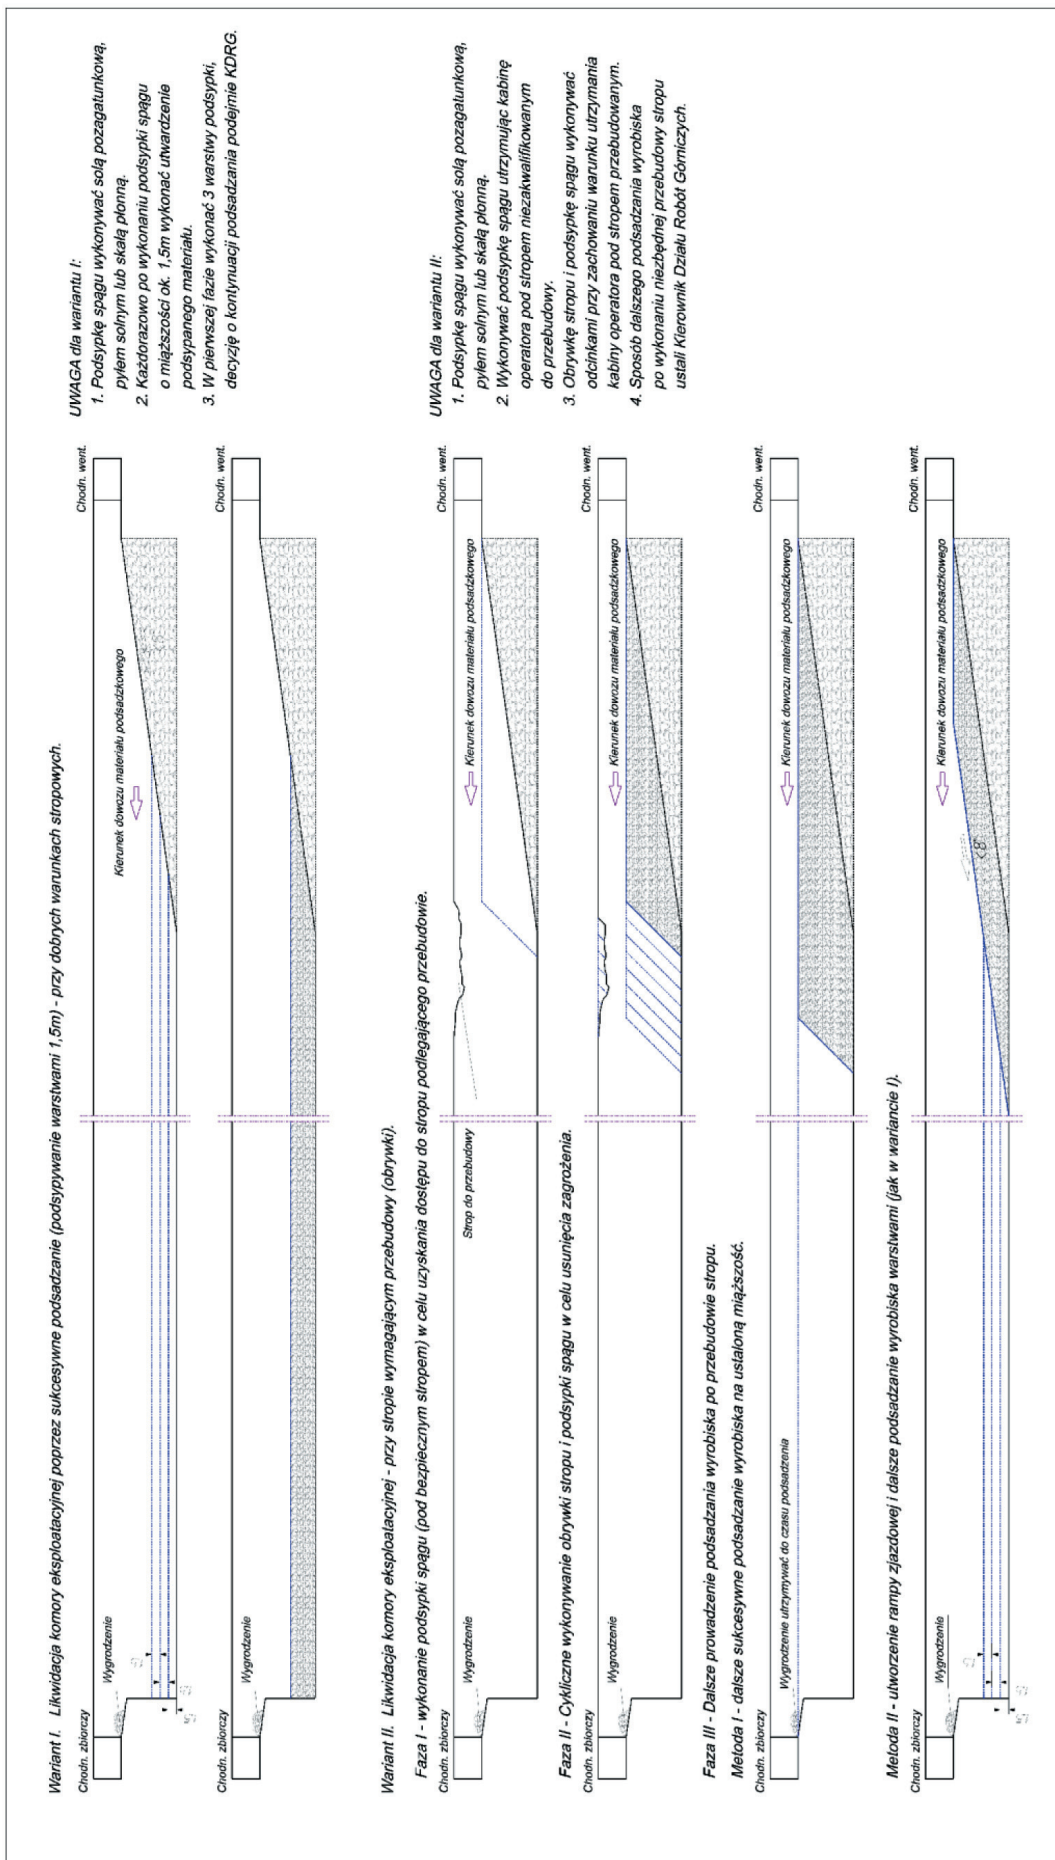 Wariant I. Likwidacja komory eksploatacyjnej poprzez sukcesywne podsadzanie (podsypywanie warstwami 1,5m) - przy dobrych warunkach stropowych.
Chodn. zbiorczy
Wygrodzenie
Kierunek dowozu materiału podsadzkowego
Chodn. went.
Chodn. zbiorczy
Wygrodzenie
Chodn. went.
UWAGA dla wariantu I:
1. Podsypkę spągu wykonywać solą pozagatunkową,
pyłem solnym lub skałą płonną.
2. Każdorazowo po wykonaniu podsypki spągu
o miąższości ok. 1,5m wykonać utwardzenie
podsypanego materiału.
3. W pierwszej fazie wykonać 3 warstwy podsypki,
decyzję o kontynuacji podsadzania podejmie KDRG.
Wariant II. Likwidacja komory eksploatacyjnej - przy stropie wymagającym przebudowy (obrywki).
Faza I - wykonanie podsypki spągu (pod bezpiecznym stropem) w celu uzyskania dostępu do stropu podlegającego przebudowie.
Chodn. zbiorczy
Wygrodzenie
Strop do przebudowy
Kierunek dowozu materiału podsadzkowego
Chodn. went.
Faza II - Cykliczne wykonywanie obrywki stropu i podsypki spągu w celu usunięcia zagrożenia.
Chodn. zbiorczy
Wygrodzenie
Kierunek dowozu materiału podsadzkowego
Chodn. went.
UWAGA dla wariantu II:
1. Podsypkę spągu wykonywać solą pozagatunkową,
pyłem solnym lub skałą płonną.
2. Wykonywać podsypkę spągu utrzymując kabinę
operatora pod stropem niezakwalifikowanym
do przebudowy.
3. Obrywkę stropu i podsypkę spągu wykonywać
odcinkami przy zachowaniu warunku utrzymania
kabiny operatora pod stropem przebudowanym.
4. Sposób dalszego podsadzania wyrobiska
po wykonaniu niezbędnej przebudowy stropu
ustali Kierownik Działu Robót Górniczych.
Faza III - Dalsze prowadzenie podsadzania wyrobiska po przebudowie stropu.
Metoda I - dalsze sukcesywne podsadzanie wyrobiska na ustaloną miąższość.
Chodn. zbiorczy
Wygrodzenie utrzymywać do czasu podsadzenia
Kierunek dowozu materiału podsadzkowego
Chodn. went.
Metoda II - utworzenie rampy zjazdowej i dalsze podsadzanie wyrobiska warstwami (jak w wariancie I).
Chodn. zbiorczy
Wygrodzenie
Kierunek dowozu materiału podsadzkowego
Chodn. went.